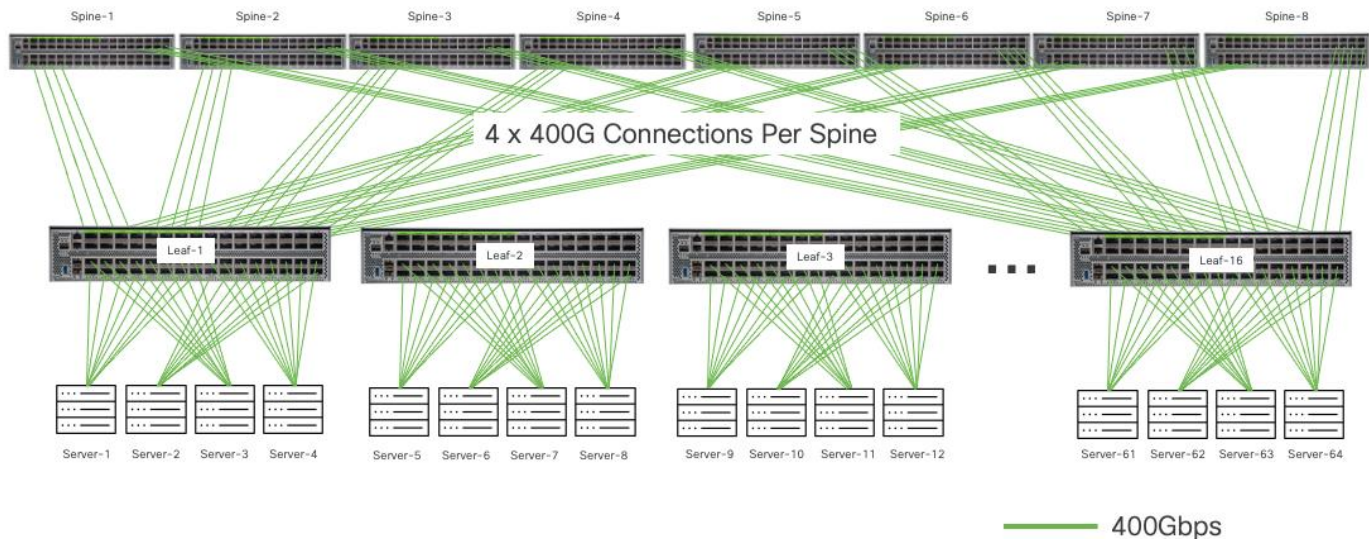 Spine-1 Spine-2 Spine-3 Spine-4 Spine-5 Spine-6 Spine-7 Spine-8
4 x 400G Connections Per Spine
Leaf-1 Leaf-2 Leaf-3 Leaf-16
Server-1 Server-2 Server-3 Server-4 Server-5 Server-6 Server-7 Server-8 Server-9 Server-10 Server-11 Server-12 Server-61 Server-62 Server-63 Server-64
400Gbps